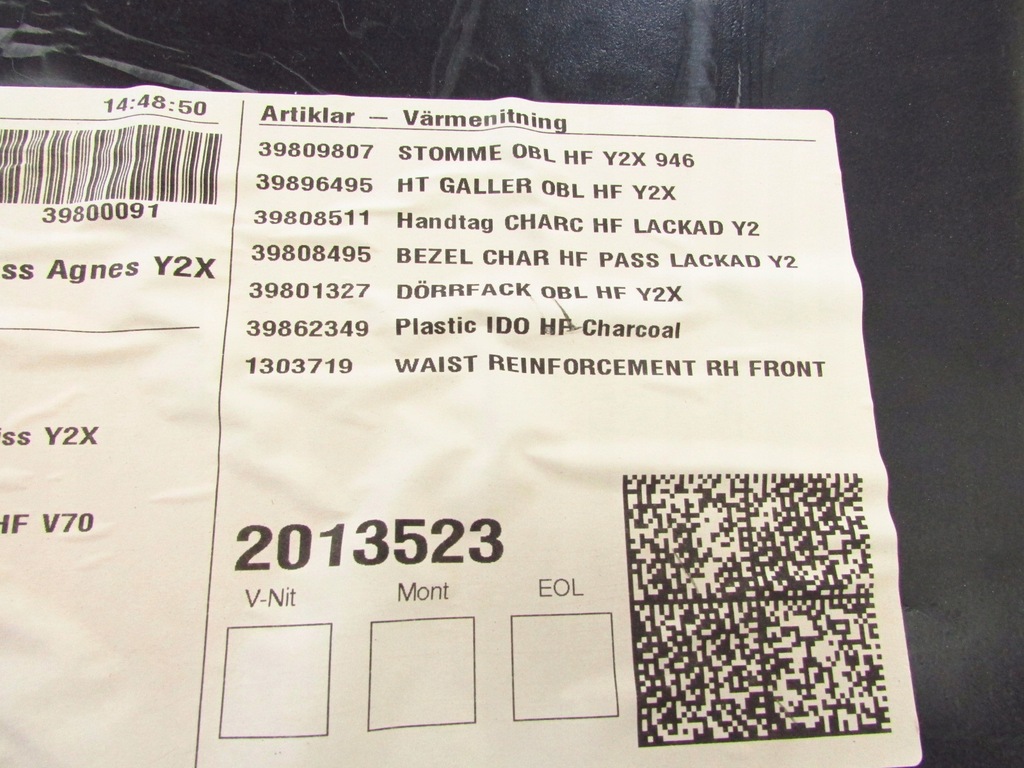 14:48:50
39800091
ss Agnes Y2X
iss Y2X
HF V70
Artiklar – Värmenitning
39809807 STOMME OBL HF Y2X 946
39896495 HT GALLER OBL HF Y2X
39808511 Handtag CHARC HF LACKAD Y2
39808495 BEZEL CHAR HF PASS LACKAD Y2
39801327 DÖRRFACK OBL HF Y2X
39862349 Plastic IDO HF Charcoal
1303719 WAIST REINFORCEMENT RH FRONT
2013523
V-Nit Mont EOL